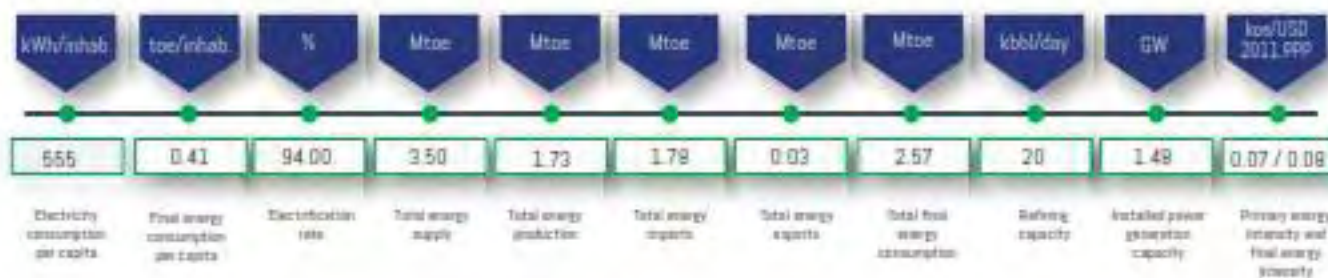 kWh/inhab.
toe/inhab.
%
Mtoe
Mtoe
Mtoe
Mtoe
Mtoe
kbbl/day
GW
koe/USD
2011 PPP
555
0.41
94.00
3.50
1.73
1.79
0.03
2.57
20
1.49
0.07 / 0.08
Electricity
consumption
per capita
Final energy
consumption
per capita
Electrification
rate
Total energy
supply
Total energy
production
Total energy
imports
Total energy
exports
Total final
energy
consumption
Refining
capacity
Installed power
generation
capacity
Primary energy
intensity and
final energy
intensity